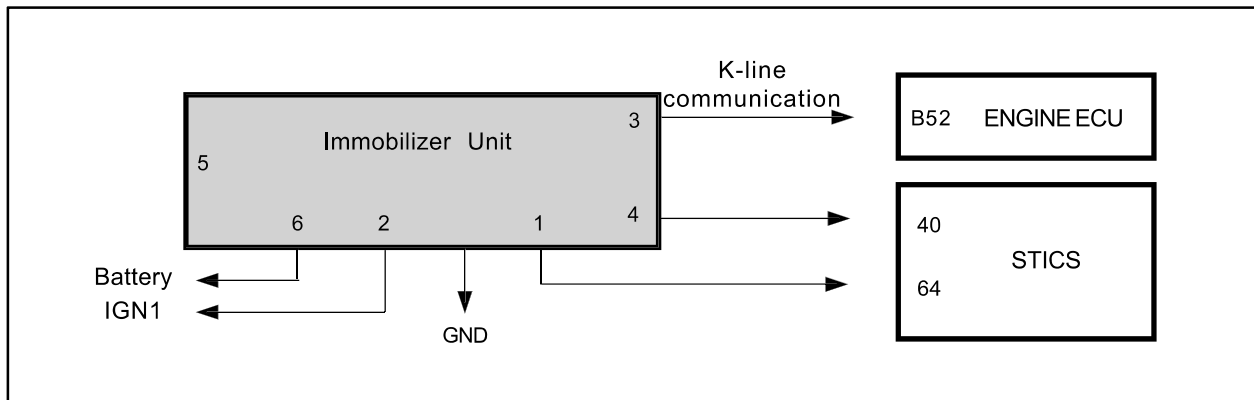 K-line
communication
3
B52 ENGINE ECU
Immobilizer Unit
5
6 2 1 4
40
STICS
64
Battery
IGN1
GND